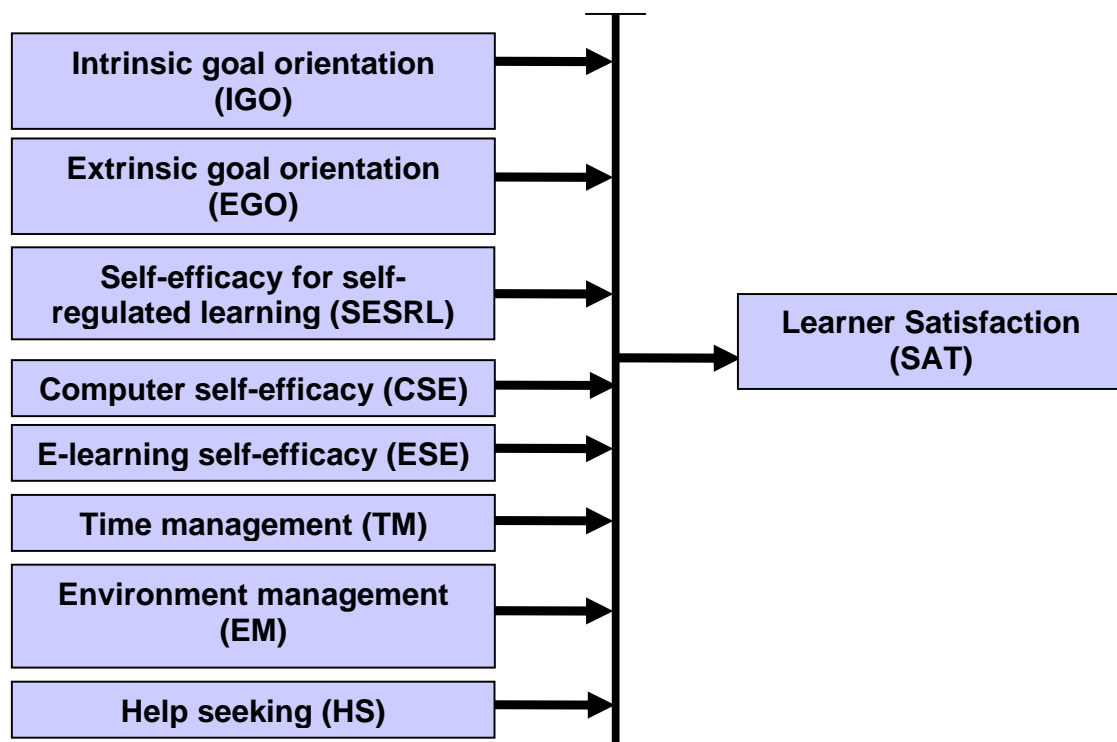 Intrinsic goal orientation
(IGO)
Extrinsic goal orientation
(EGO)
Self-efficacy for self-
regulated learning (SESRL)
Learner Satisfaction
(SAT)
Computer self-efficacy (CSE)
E-learning self-efficacy (ESE)
Time management (TM)
Environment management
(EM)
Help seeking (HS)